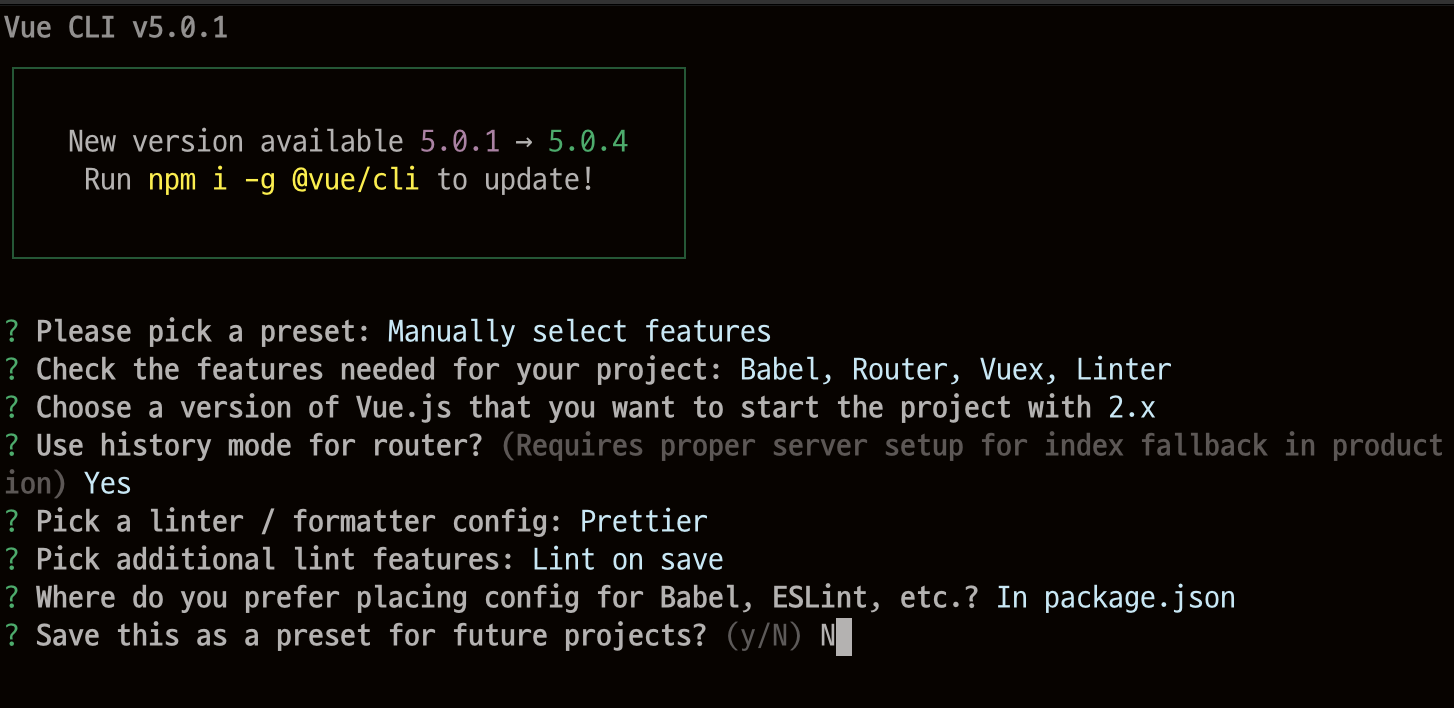 Vue CLI v5.0.1
New version available 5.0.1 → 5.0.4
Run npm i -g @vue/cli to update!
? Please pick a preset: Manually select features
? Check the features needed for your project: Babel, Router, Vuex, Linter
? Choose a version of Vue.js that you want to start the project with 2.x
? Use history mode for router? (Requires proper server setup for index fallback in product
ion) Yes
? Pick a linter / formatter config: Prettier
? Pick additional lint features: Lint on save
? Where do you prefer placing config for Babel, ESLint, etc.? In package.json
? Save this as a preset for future projects? (y/N) N